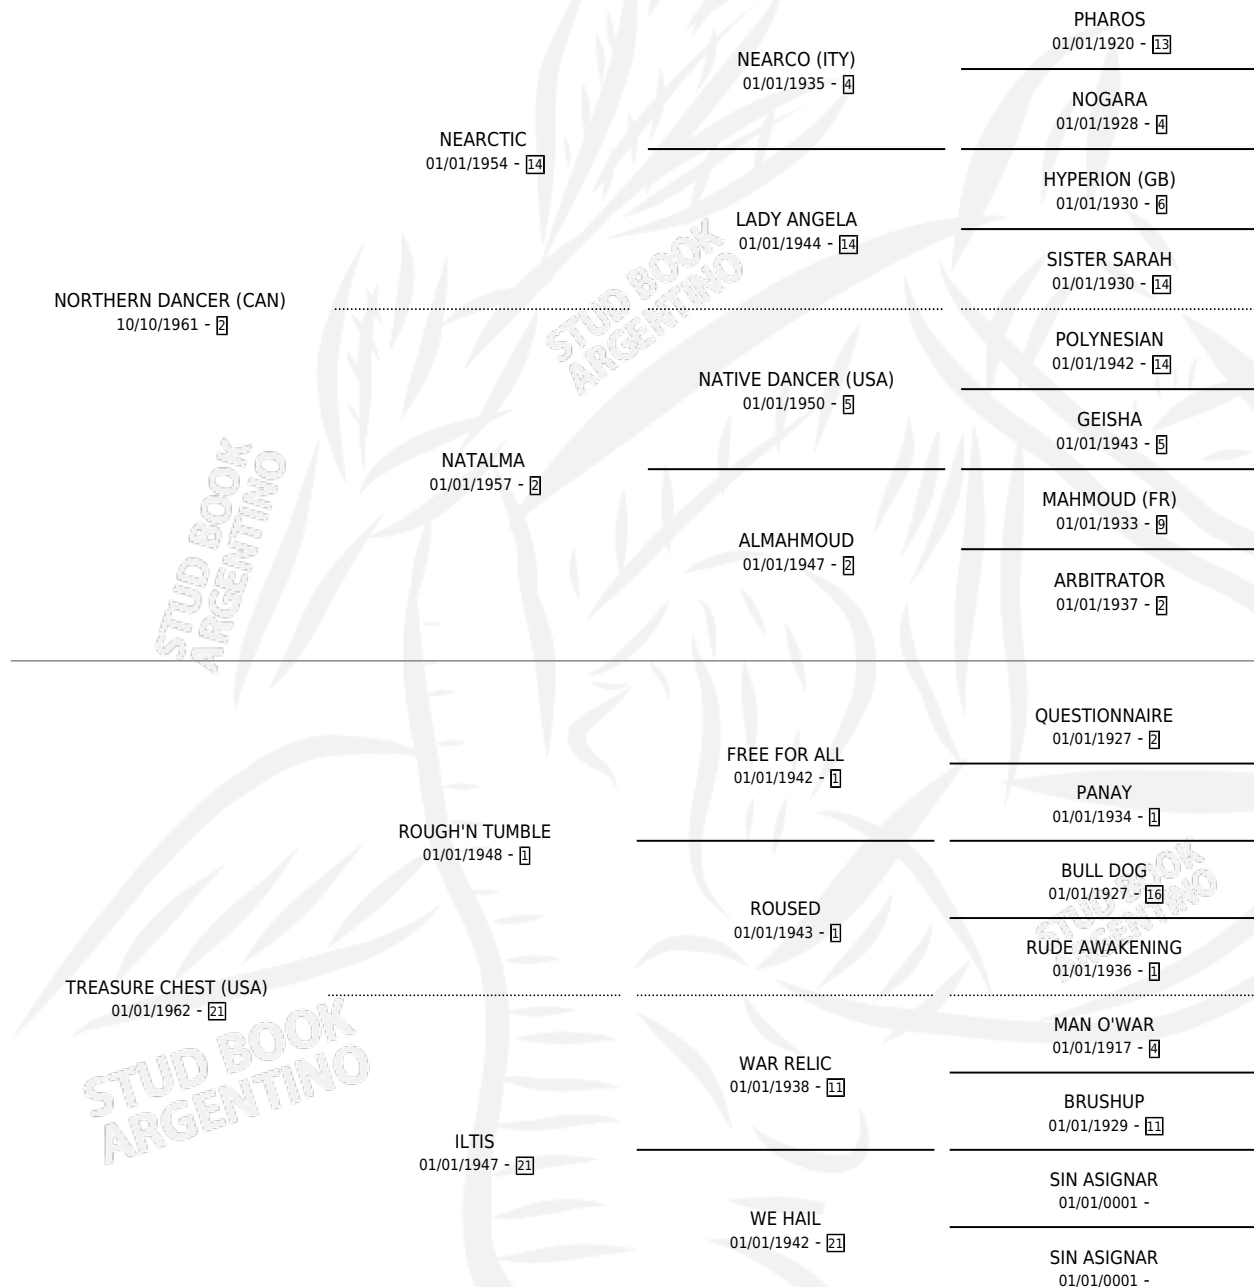 PHAROS
01/01/1920 - 13
NEARCO (ITY)
01/01/1935 - 4
NOGARA
01/01/1928 - 4
NEARCTIC
01/01/1954 - 14
HYPERION (GB)
01/01/1930 - 6
LADY ANGELA
01/01/1944 - 14
SISTER SARAH
01/01/1930 - 14
NORTHERN DANCER (CAN)
10/10/1961 - 2
STUD BOOK
ARGENTINO
POLYNESIAN
01/01/1942 - 14
NATIVE DANCER (USA)
01/01/1950 - 5
GEISHA
01/01/1943 - 5
NATALMA
01/01/1957 - 2
MAHMOUD (FR)
01/01/1933 - 9
ALMAHMOUD
01/01/1947 - 2
ARBITRATOR
01/01/1937 - 2
STUD BOOK
ARGENTINO
QUESTIONNAIRE
01/01/1927 - 2
FREE FOR ALL
01/01/1942 - 1
PANAY
01/01/1934 - 1
ROUGH'N TUMBLE
01/01/1948 - 1
BULL DOG
01/01/1927 - 16
ROUSED
01/01/1943 - 1
STUD BOOK
ARGENTINO
RUDE AWAKENING
01/01/1936 - 1
TREASURE CHEST (USA)
01/01/1962 - 21
MAN O'WAR
01/01/1917 - 4
WAR RELIC
01/01/1938 - 11
STUD BOOK
ARGENTINO
BRUSHUP
01/01/1929 - 11
ILTIS
01/01/1947 - 21
SIN ASIGNAR
01/01/0001 -
WE HAIL
01/01/1942 - 21
SIN ASIGNAR
01/01/0001 -